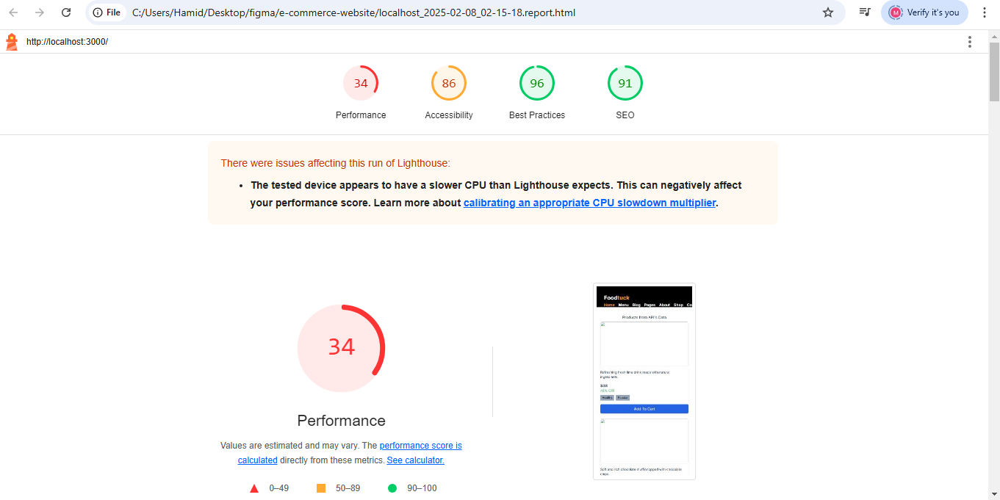 File
C:/Users/Hamid/Desktop/figma/e-commerce-website/localhost_2025-02-08_02-15-18.report.html
M
Verify it's you
http://localhost:3000/
34
86
96
91
Performance
Accessibility
Best Practices
SEO
There were issues affecting this run of Lighthouse:
• The tested device appears to have a slower CPU than Lighthouse expects. This can negatively affect
your performance score. Learn more about calibrating an appropriate CPU slowdown multiplier.
34
Performance
Values are estimated and may vary. The performance score is
calculated directly from these metrics. See calculator.
0–49
50–89
90–100
Foodtuck
Home Menu Blog Pages About Shop Co
Products from API's Data
Refreshing fresh lime drink made with natural
ingredients.
$38
Healthy
Add To Cart
Soft and rich chocolate muffin topped with chocolate
chips.